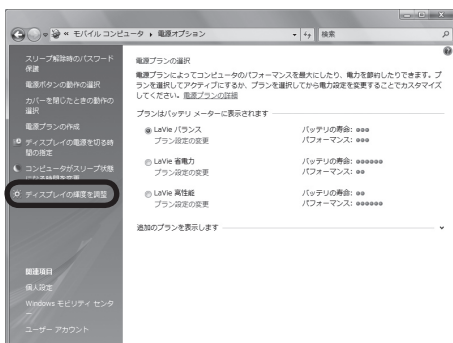 « モバイル コンピュータ ▸ 電源オプション
検索
スリープ解除時のパスワード
保護
電源ボタンの動作の選択
カバーを閉じたときの動作の
選択
電源プランの作成
ディスプレイの電源を切る時
間の指定
コンピュータがスリープ状態
になる時間を変更
ディスプレイの輝度を調整
関連項目
個人設定
Windows モビリティ センタ
ー
ユーザー アカウント
電源プランの選択
電源プランによってコンピュータのパフォーマンスを最大にしたり、電力を節約したりできます。プ
ランを選択してアクティブにするか、プランを選択してから電力設定を変更することでカスタマイズ
してください。電源プランの詳細
プランはバッテリ メーターに表示されます
LaVie バランス バッテリの寿命:
プラン設定の変更 パフォーマンス:
LaVie 省電力 バッテリの寿命:
プラン設定の変更 パフォーマンス:
LaVie 高性能 バッテリの寿命:
プラン設定の変更 パフォーマンス:
追加のプランを表示します